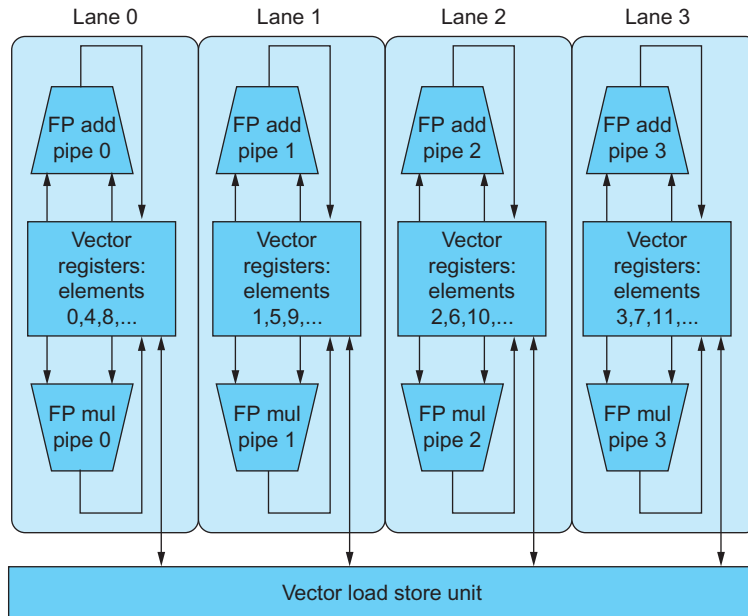 Lane 0
Lane 1
Lane 2
Lane 3
FP add
pipe 0
FP add
pipe 1
FP add
pipe 2
FP add
pipe 3
Vector
registers:
elements
0,4,8,...
Vector
registers:
elements
1,5,9,...
Vector
registers:
elements
2,6,10,...
Vector
registers:
elements
3,7,11,...
FP mul
pipe 0
FP mul
pipe 1
FP mul
pipe 2
FP mul
pipe 3
Vector load store unit